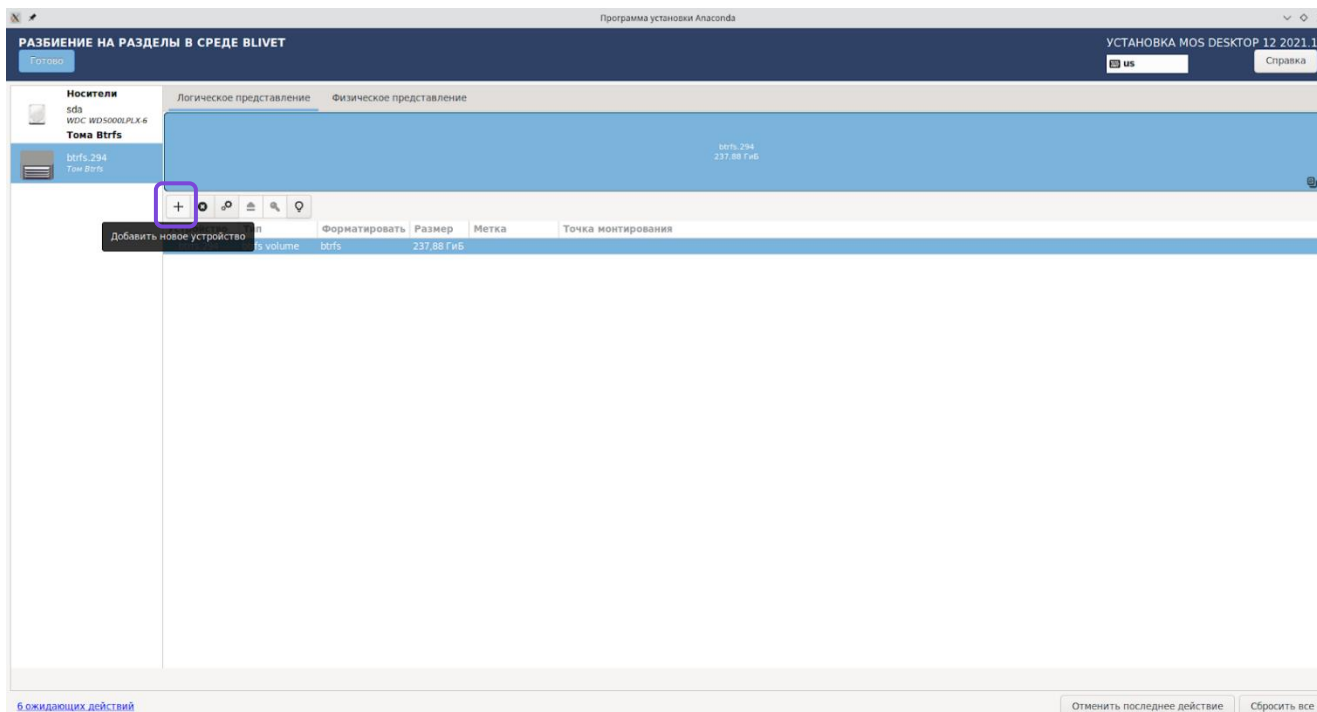 Программа установки Anaconda
РАЗБИЕНИЕ НА РАЗДЕЛЫ В СРЕДЕ BLIVET
УСТАНОВКА MOS DESKTOP 12 2021.1
Готово
us
Справка
Носители
sda
WDC WD5000LPLX-6
Тома Btrfs
btrfs.294
Том Btrfs
Логическое представление Физическое представление
btrfs.294
237.88 ГиБ
Добавить новое устройство
Форматировать Размер Метка Точка монтирования
volume btrfs 237,88 ГиБ
6 ожидающих действий
Отменить последнее действие Сбросить все